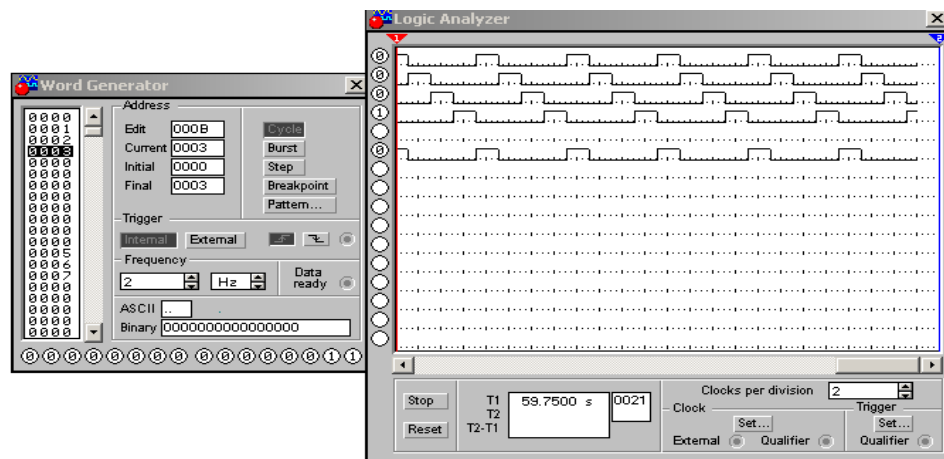 Word Generator
0000
0001
0002
0003
0000
0000
0000
0000
0000
0000
0005
0006
0007
0000
0000
0000
0000
Address
Edit 000B
Current 0003
Initial 0000
Final 0003
Cycle
Burst
Step
Breakpoint
Pattern...
Trigger
Internal External
Frequency
2 Hz
Data
ready
ASCII ..
Binary 0000000000000000
0 0 0 0 0 0 0 0 0 0 0 0 0 0 1 1
Logic Analyzer
1 2
0
0
0
1
0
Stop
Reset
T1 59.7500 s 0021
T2
T2-T1
Clocks per division 2
Clock
Set...
External Qualifier
Trigger
Set...
Qualifier